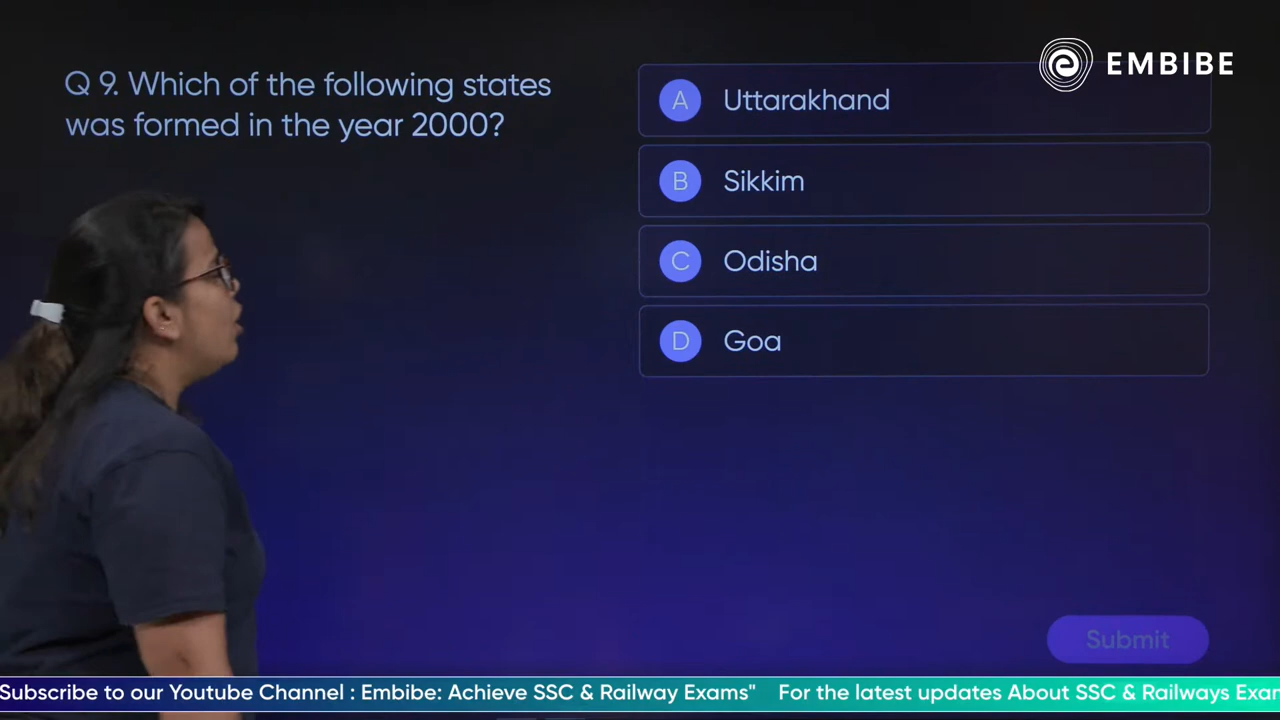 EMBIBE
Q 9. Which of the following states
was formed in the year 2000?
A Uttarakhand
B Sikkim
C Odisha
D Goa
Submit
Subscribe to our Youtube Channel : Embibe: Achieve SSC & Railway Exams" For the latest updates About SSC & Railways Exam